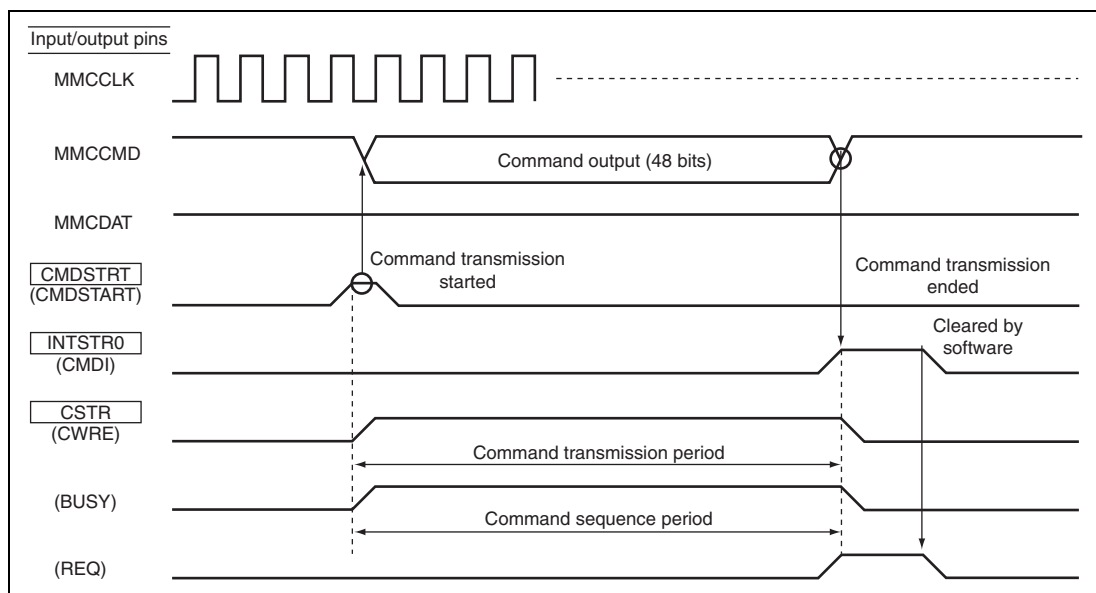 Input/output pins
MMCCLK
MMCCMD
Command output (48 bits)
MMCDAT
CMDSTRT
(CMDSTART)
Command transmission
started
Command transmission
ended
INTSTR0
(CMDI)
Cleared by
software
CSTR
(CWRE)
Command transmission period
(BUSY)
Command sequence period
(REQ)